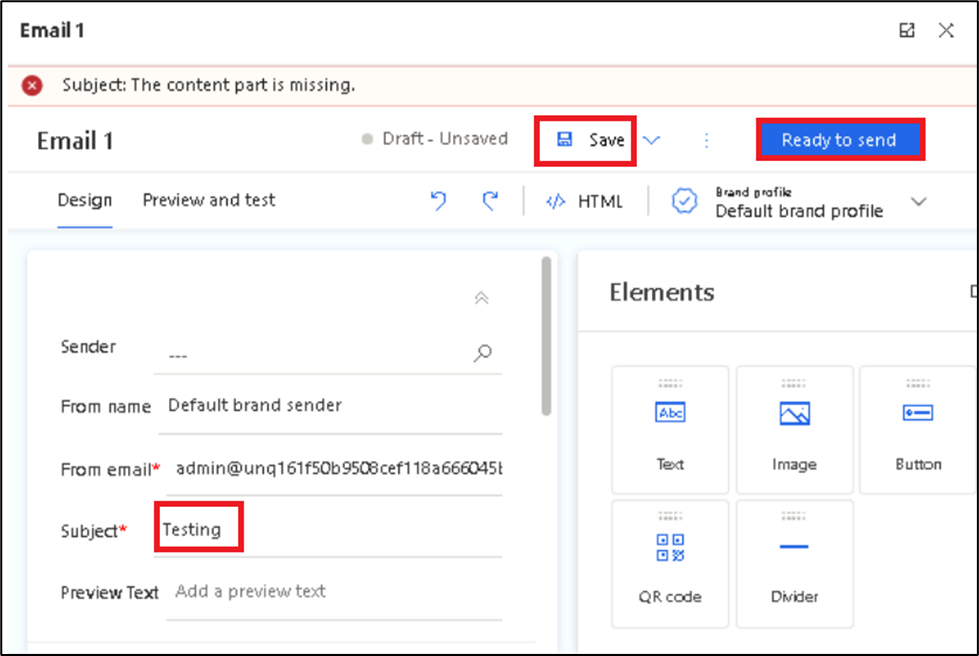 Email 1
Subject: The content part is missing.
Email 1
Draft - Unsaved
Save
Ready to send
Design
Preview and test
HTML
Brand profile
Default brand profile
Elements
Sender
---
From name
Default brand sender
From email*
admin@unq161f50b9508cef118a666045b
Subject*
Testing
Preview Text
Add a preview text
Abc
Text
Image
Button
QR code
Divider